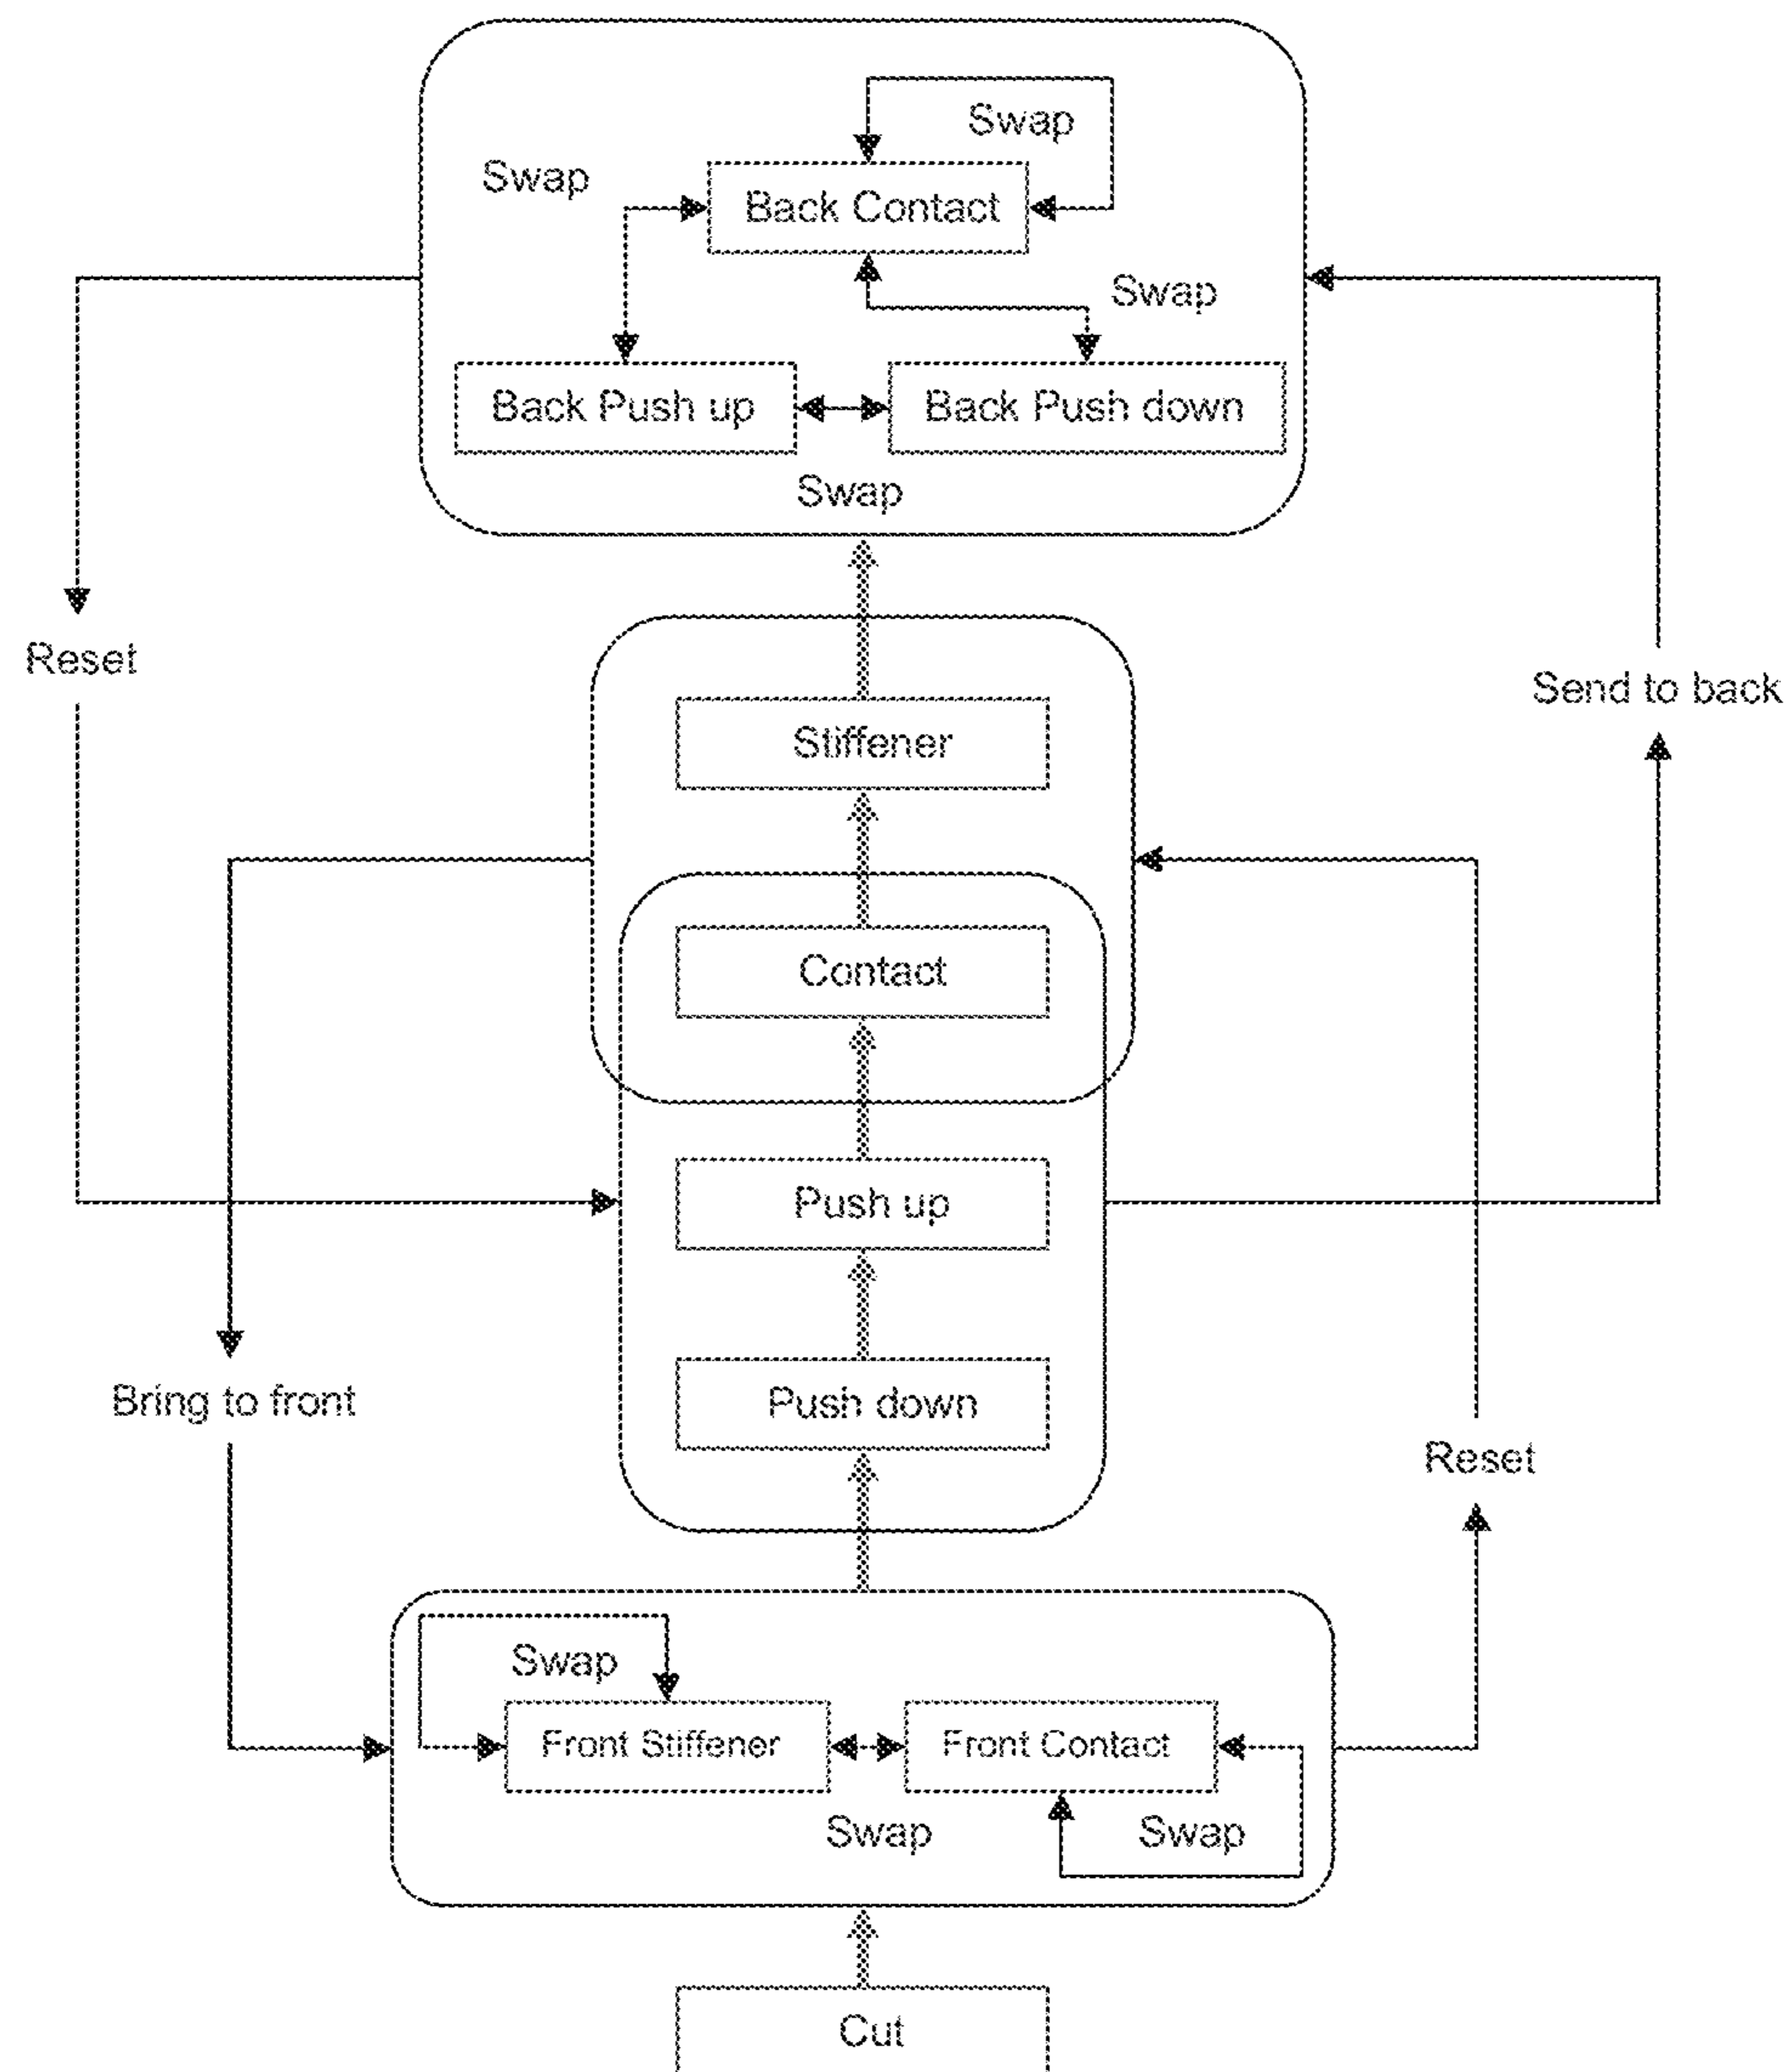 Swap
Swap
Back Contact
Swap
Back Push up
Back Push down
Swap
Reset
Send to back
Stiffener
Contact
Push up
Bring to front
Push down
Reset
Swap
Front Stiffener
Front Contact
Swap
Swap
Cut